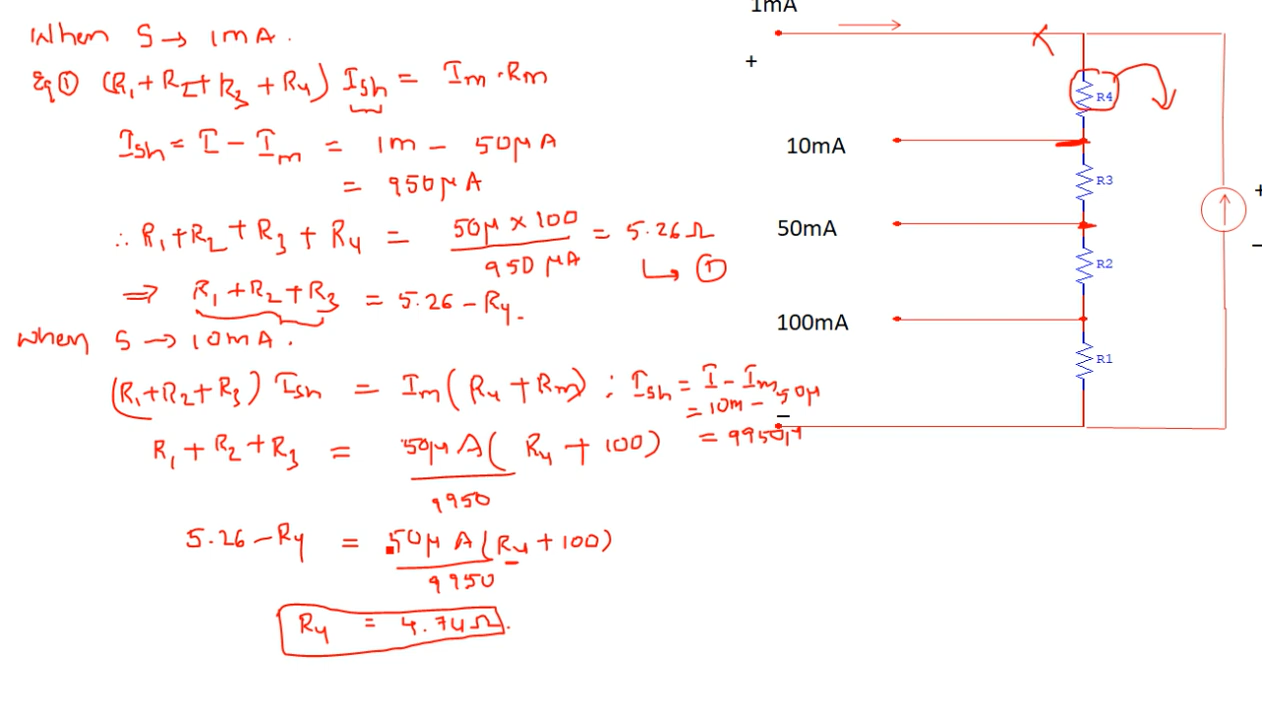 When S → 1mA.
Eq ① (R₁ + R₂ + R₃ + R₄) Ish = Im · Rm
Ish = I - Im = 1m - 50μA
= 950μA
∴ R₁ + R₂ + R₃ + R₄ = 50μ × 100 / 950 μA = 5.26Ω
↳ ①
⇒ R₁ + R₂ + R₃ = 5.26 - R₄.
When S → 10mA.
(R₁ + R₂ + R₃) Ish = Im (R₄ + Rm) : Ish = I - Im
= 10m - 50μ
= 9950μ
R₁ + R₂ + R₃ = 50μA (R₄ + 100) / 9950
5.26 - R₄ = 50μA (R₄ + 100) / 9950
R₄ = 4.74Ω.
1mA
+
R4
10mA
R3
50mA
+
-
R2
100mA
R1
-